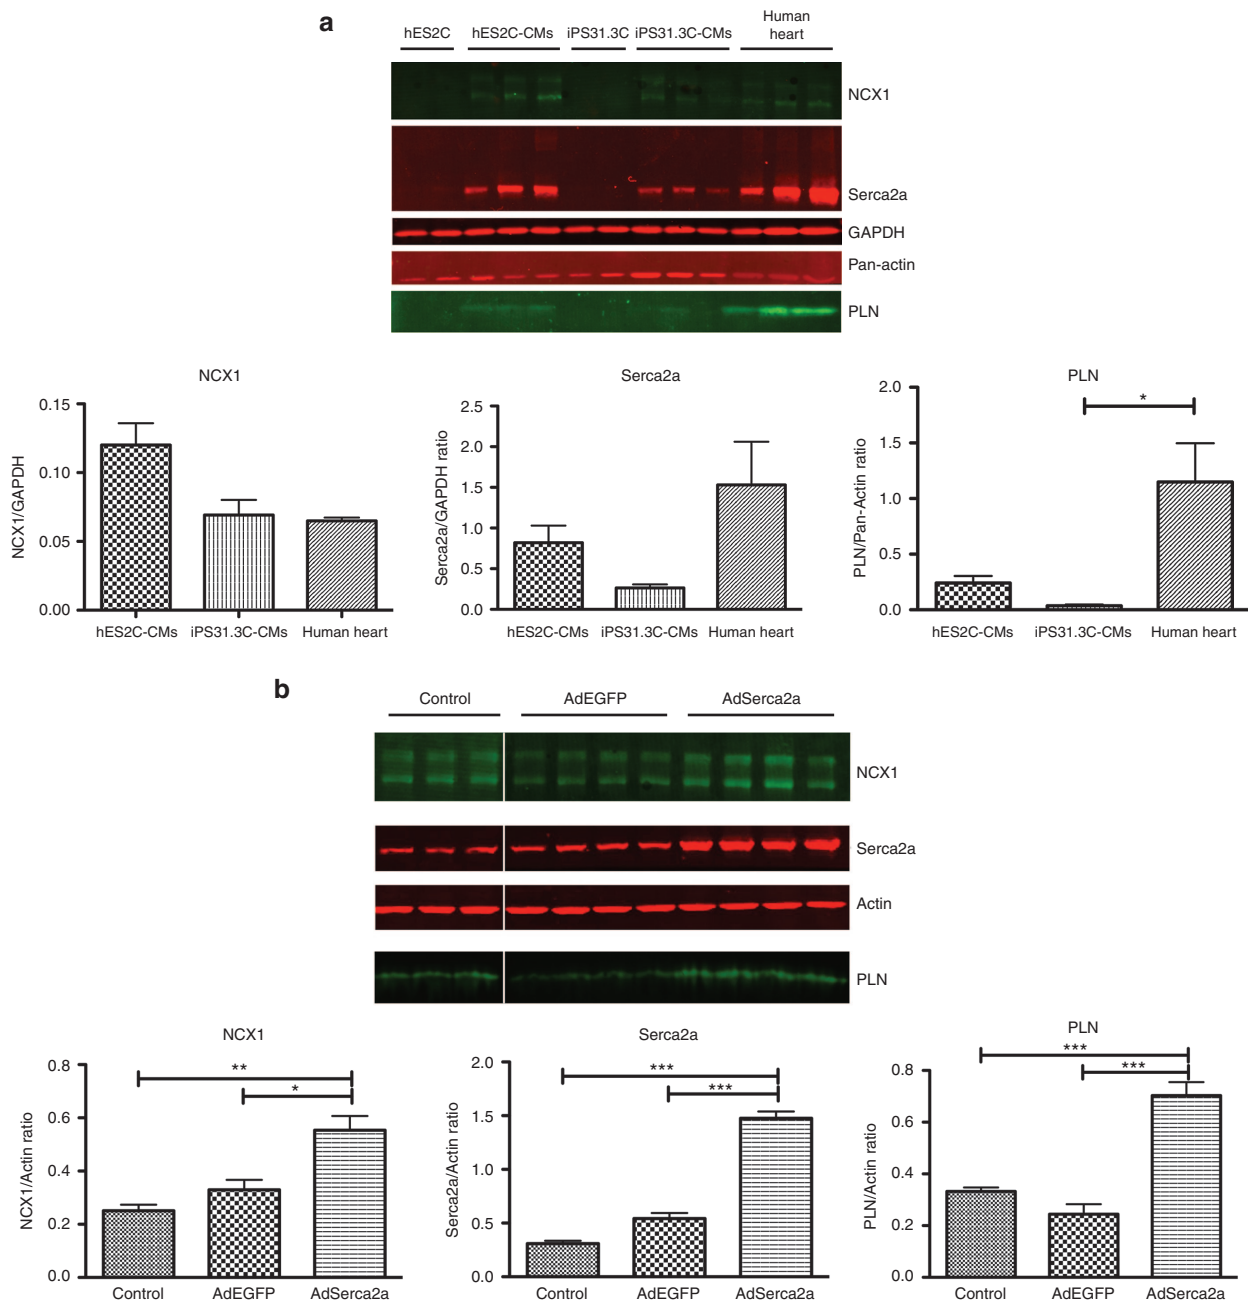 a
hES2C hES2C-CMs iPS31.3C iPS31.3C-CMs Human heart
NCX1
Serca2a
GAPDH
Pan-actin
PLN
NCX1
NCX1/GAPDH
0.15
0.10
0.05
0.00
hES2C-CMs iPS31.3C-CMs Human heart
Serca2a
Serca2a/GAPDH ratio
2.5
2.0
1.5
1.0
0.5
0.0
hES2C-CMs iPS31.3C-CMs Human heart
PLN
PLN/Pan-Actin ratio
2.0
1.5
1.0
0.5
0.0
*
hES2C-CMs iPS31.3C-CMs Human heart
b
Control AdEGFP AdSerca2a
NCX1
Serca2a
Actin
PLN
NCX1
NCX1/Actin ratio
0.8
0.6
0.4
0.2
0.0
**
*
Control AdEGFP AdSerca2a
Serca2a
Serca2a/Actin ratio
2.0
1.5
1.0
0.5
0.0
***
***
Control AdEGFP AdSerca2a
PLN
PLN/Actin ratio
0.8
0.6
0.4
0.2
0.0
***
***
Control AdEGFP AdSerca2a